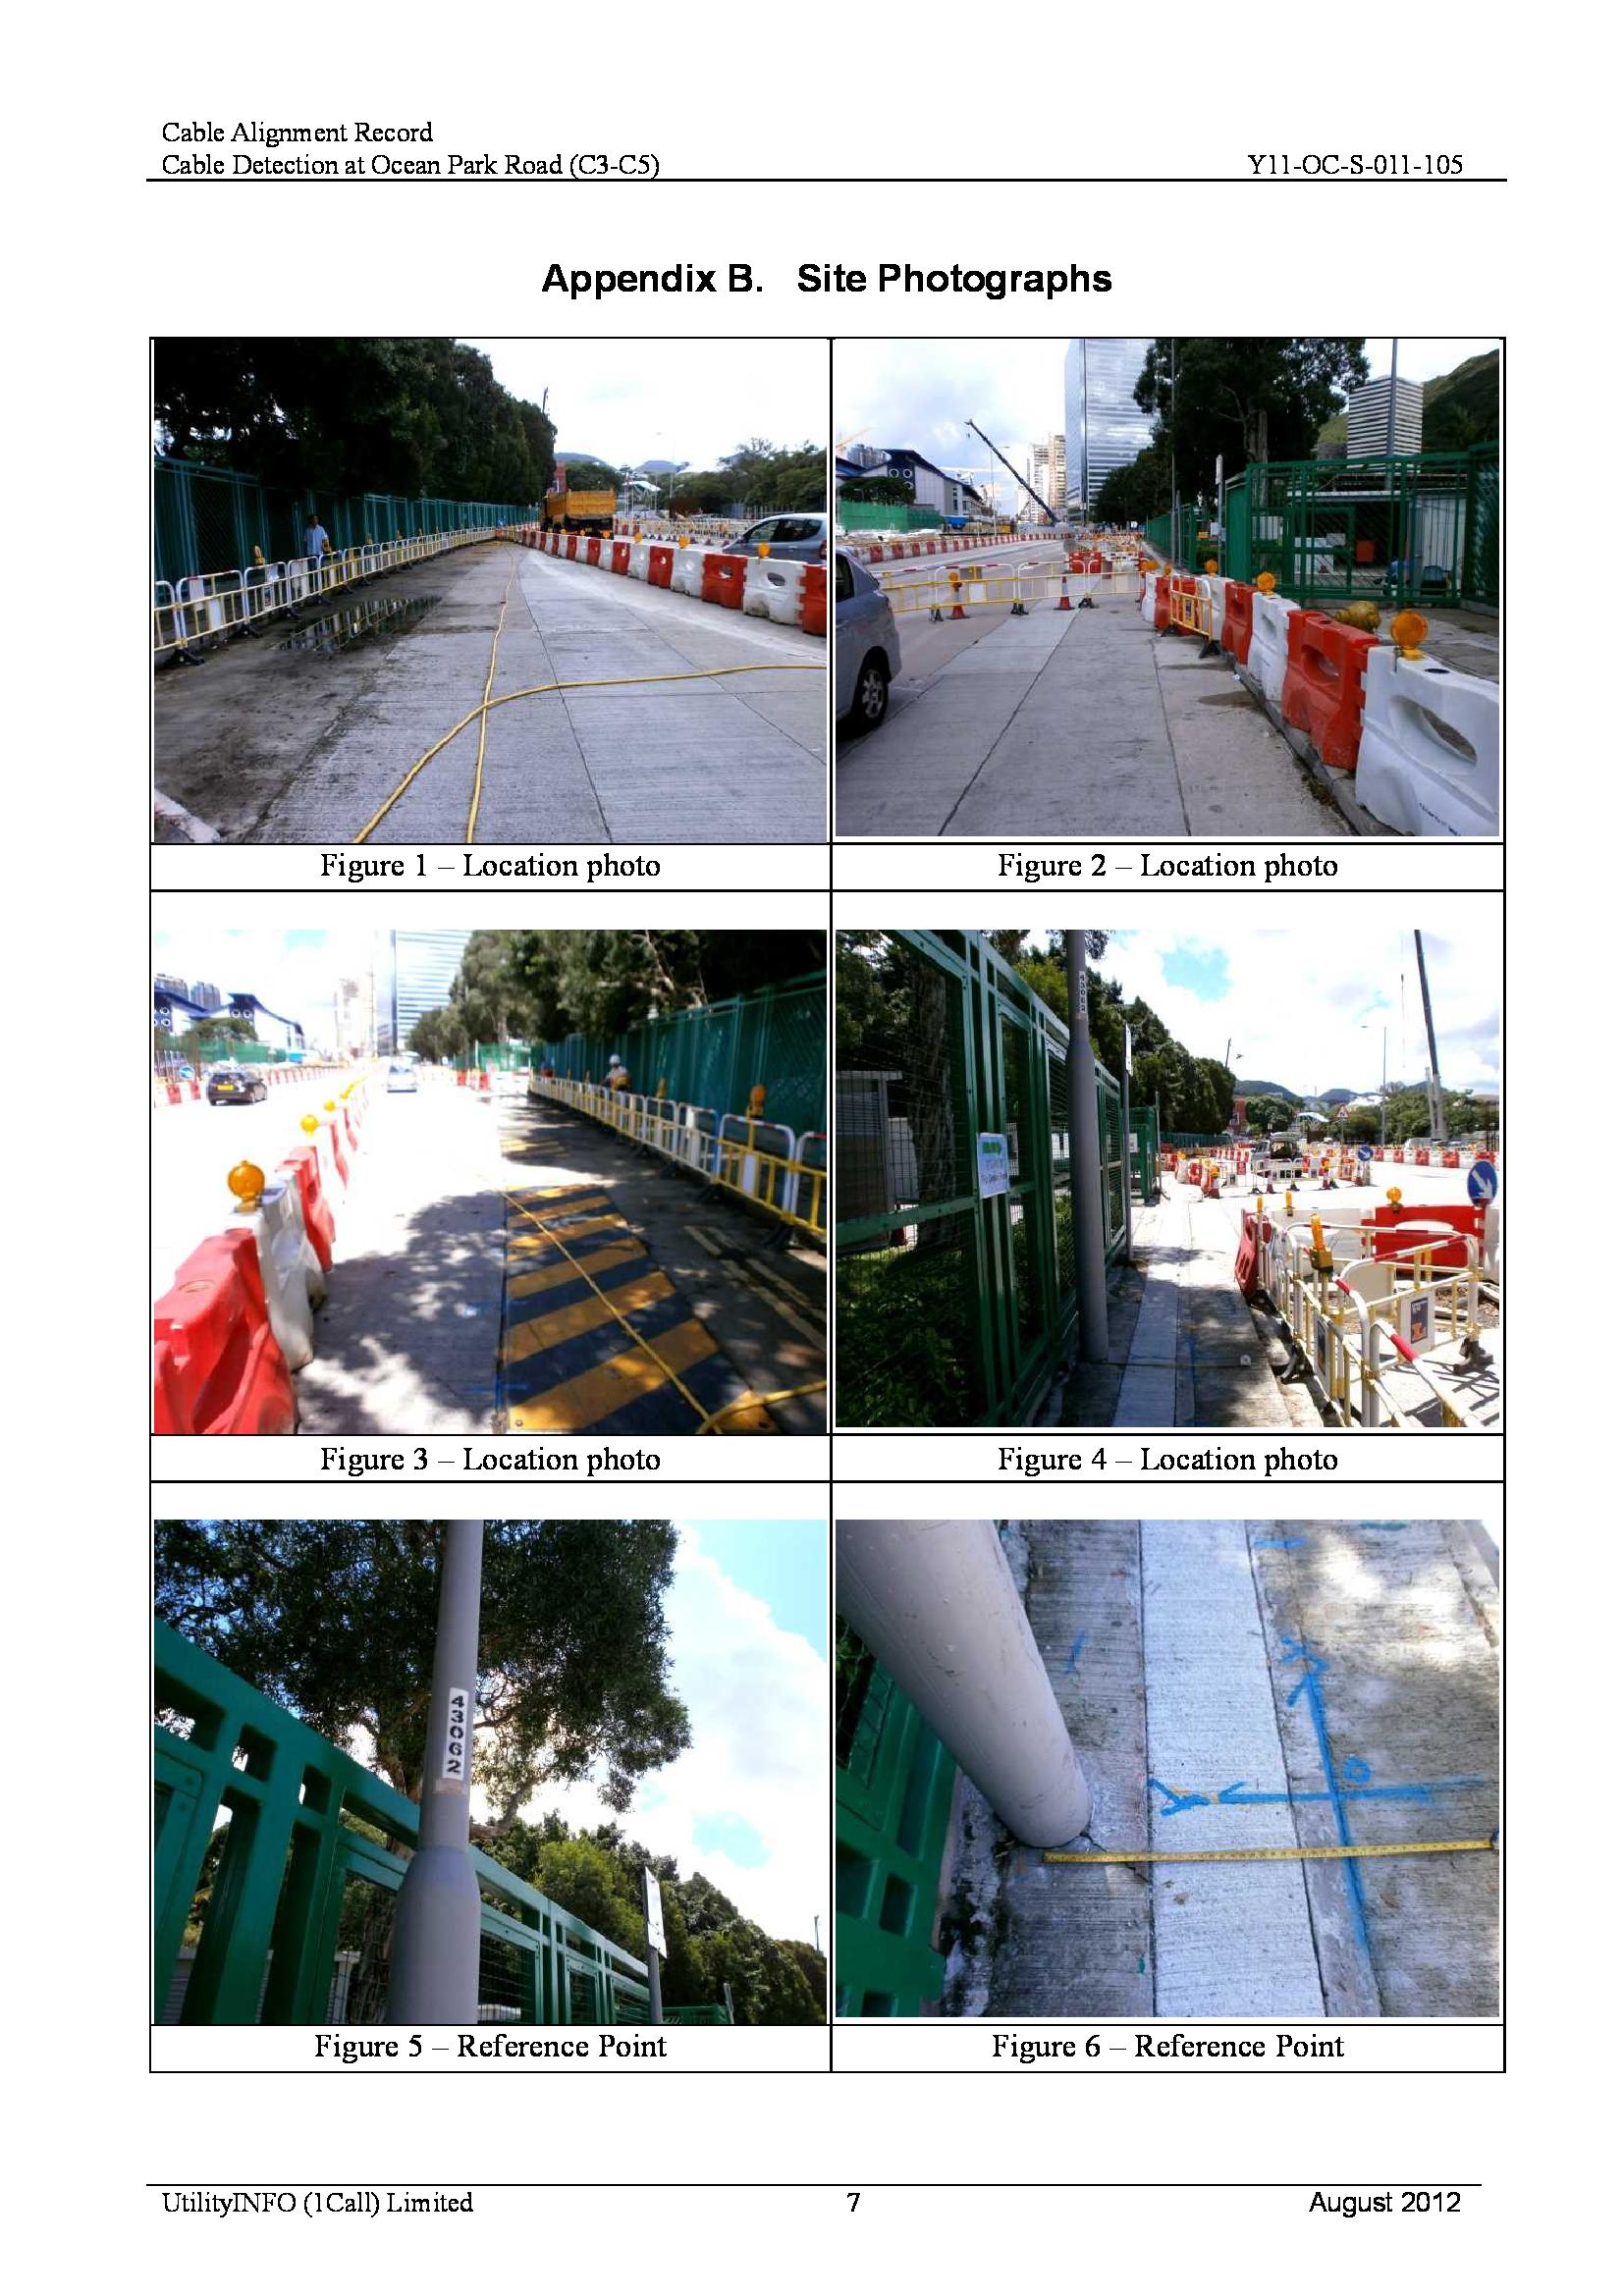 Cable Alignment Record
Cable Detection at Ocean Park Road (C3-C5) Y11-OC-S-011-105
Appendix B. Site Photographs
Figure 1 – Location photo
Figure 2 – Location photo
43062
Figure 3 – Location photo
Figure 4 – Location photo
43062
Figure 5 – Reference Point
Figure 6 – Reference Point
UtilityINFO (1Call) Limited 7 August 2012